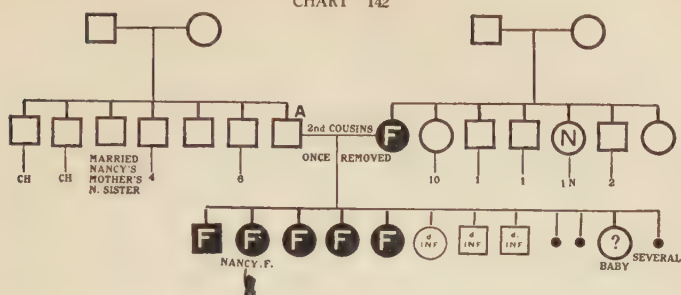 CHART 142
A
2nd COUSINS
F
N
ONCE REMOVED
CH
CH
MARRIED
NANCY'S
MOTHER'S
N. SISTER
4
6
10
1
1
1 N
2
F
F
F
F
F
d
INF
d
INF
d.
INF
?
NANCY.F.
BABY
SEVERAL